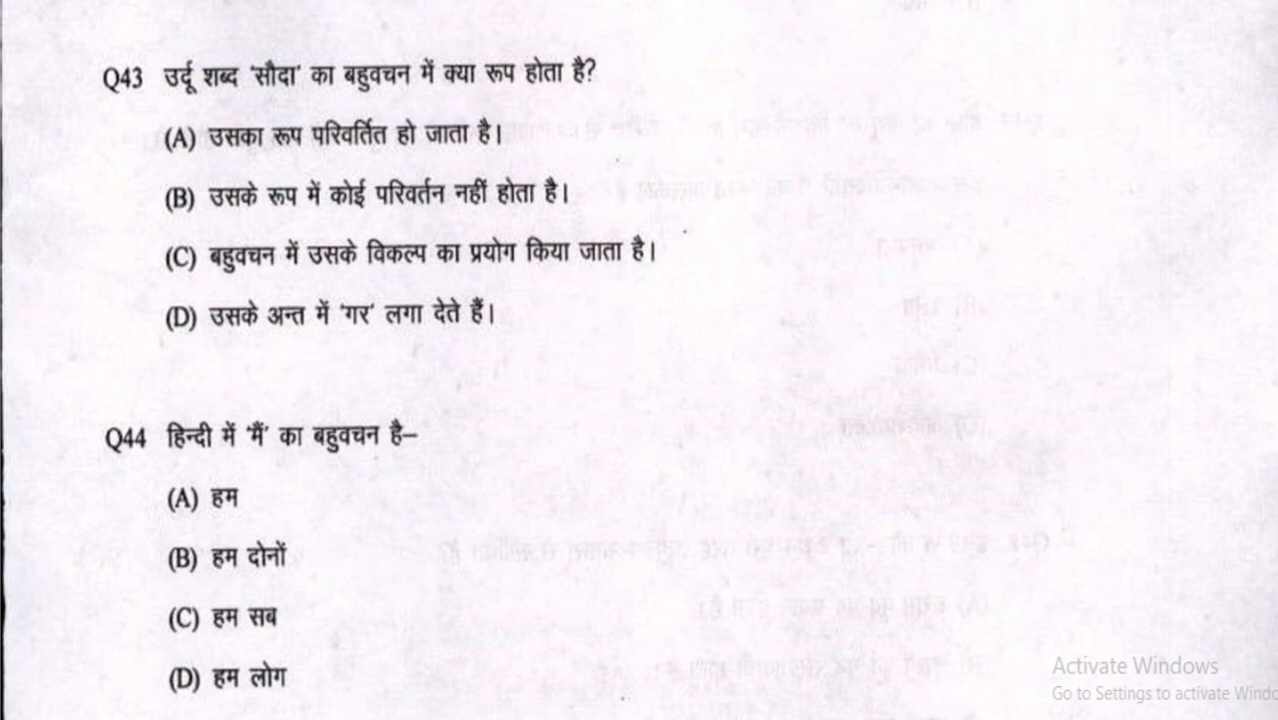 Q43 उर्दू शब्द 'सौदा' का बहुवचन में क्या रूप होता है?
(A) उसका रूप परिवर्तित हो जाता है।
(B) उसके रूप में कोई परिवर्तन नहीं होता है।
(C) बहुवचन में उसके विकल्प का प्रयोग किया जाता है।
(D) उसके अन्त में 'गर' लगा देते हैं।
Q44 हिन्दी में 'मैं' का बहुवचन है–
(A) हम
(B) हम दोनों
(C) हम सब
(D) हम लोग
Activate Windows
Go to Settings to activate Windo